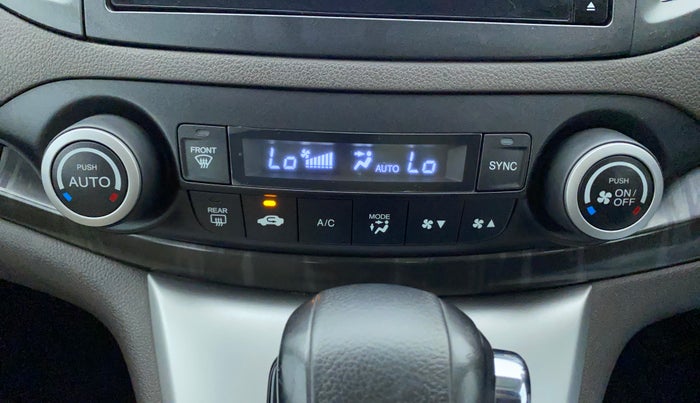 PUSH
AUTO
FRONT
Lo AUTO Lo
SYNC
PUSH
ON/
OFF
REAR
A/C
MODE